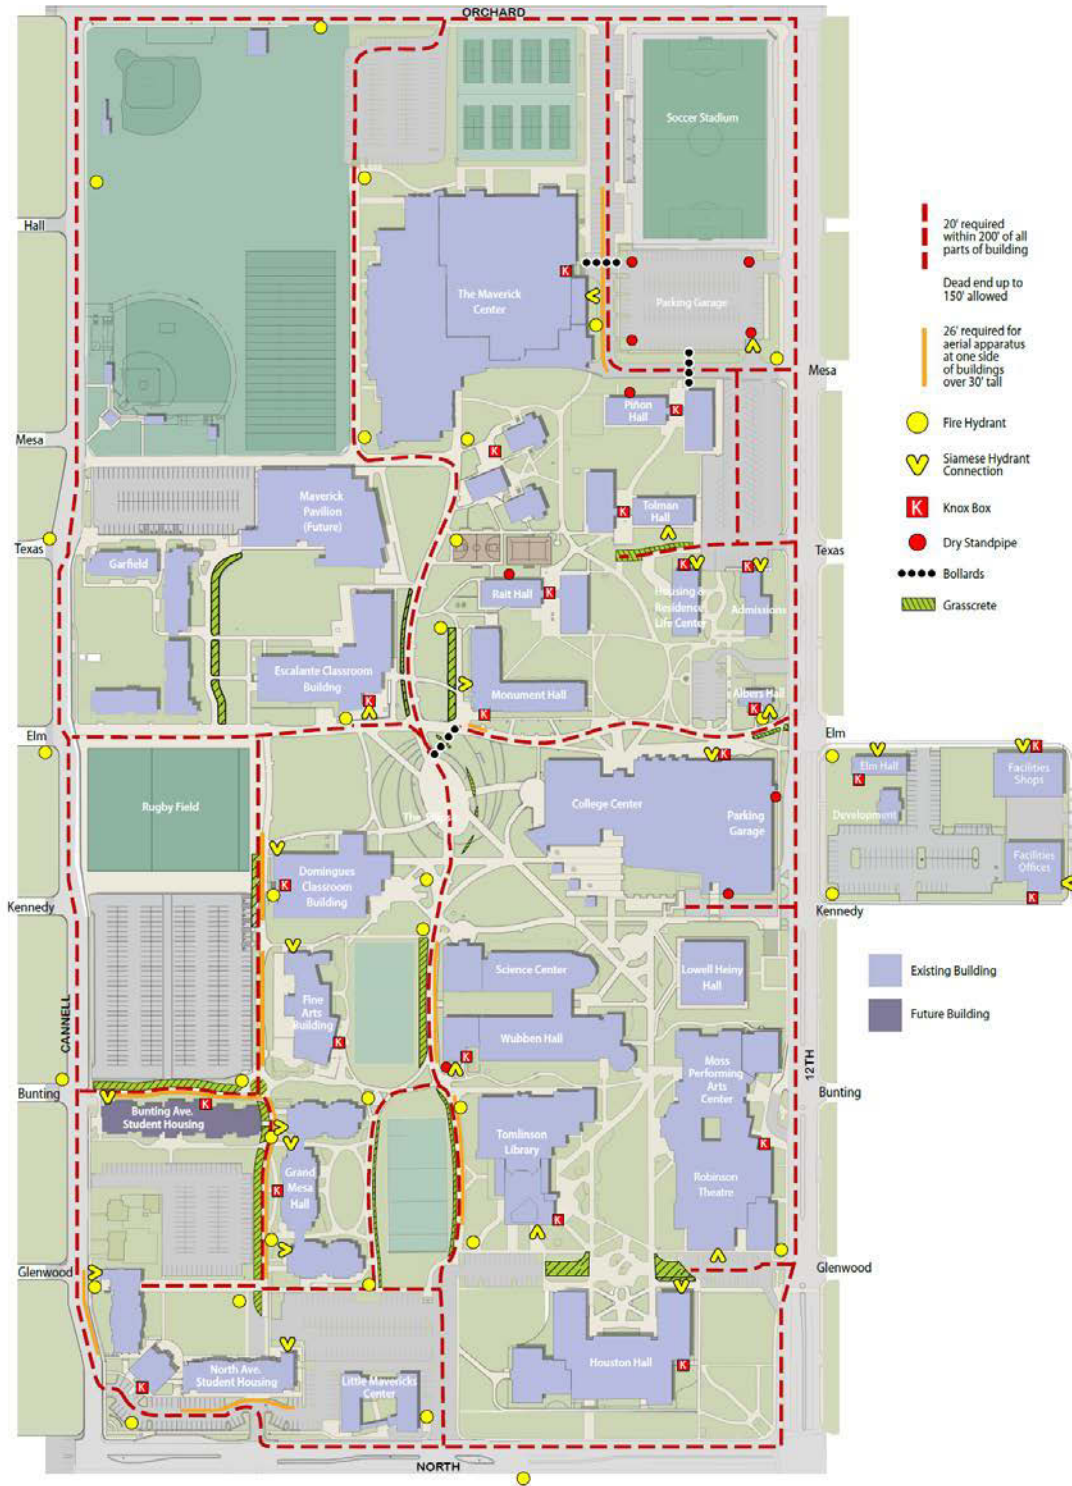 ORCHARD
Soccer Stadium
Hall
20' required
within 200' of all
parts of building
Dead end up to
150' allowed
K
The Maverick
Center
Parking Garage
26' required for
aerial apparatus
at one side
of buildings
over 30' tall
Mesa
Piñon
Hall
K
Fire Hydrant
Mesa
K
Siamese Hydrant
Connection
Maverick
Pavilion
(Future)
K
Tolman
Hall
K
Knox Box
Dry Standpipe
Texas
Texas
Garfield
K
K
Bollards
Rait Hall
K
Housing &
Residence
Life Center
Admissions
Grasscrete
Escalante Classroom
Building
K
Monument Hall
K
Albers Hall
K
Elm
Elm
K
Elm Hall
K
K
Facilities
Shops
Rugby Field
College Center
Parking
Garage
Development
Domingues
Classroom
Building
K
Facilities
Offices
K
Kennedy
Kennedy
Science Center
Lowell Heiny
Hall
Existing Building
Fine
Arts
Building
K
Future Building
CANNELL
Wubben Hall
K
Moss
Performing
Arts
Center
12TH
Bunting
Bunting
K
Bunting Ave.
Student Housing
Tomlinson
Library
K
Grand
Mesa
Hall
K
Robinson
Theatre
K
Glenwood
Glenwood
Houston Hall
K
North Ave.
Student Housing
K
Little Mavericks
Center
NORTH